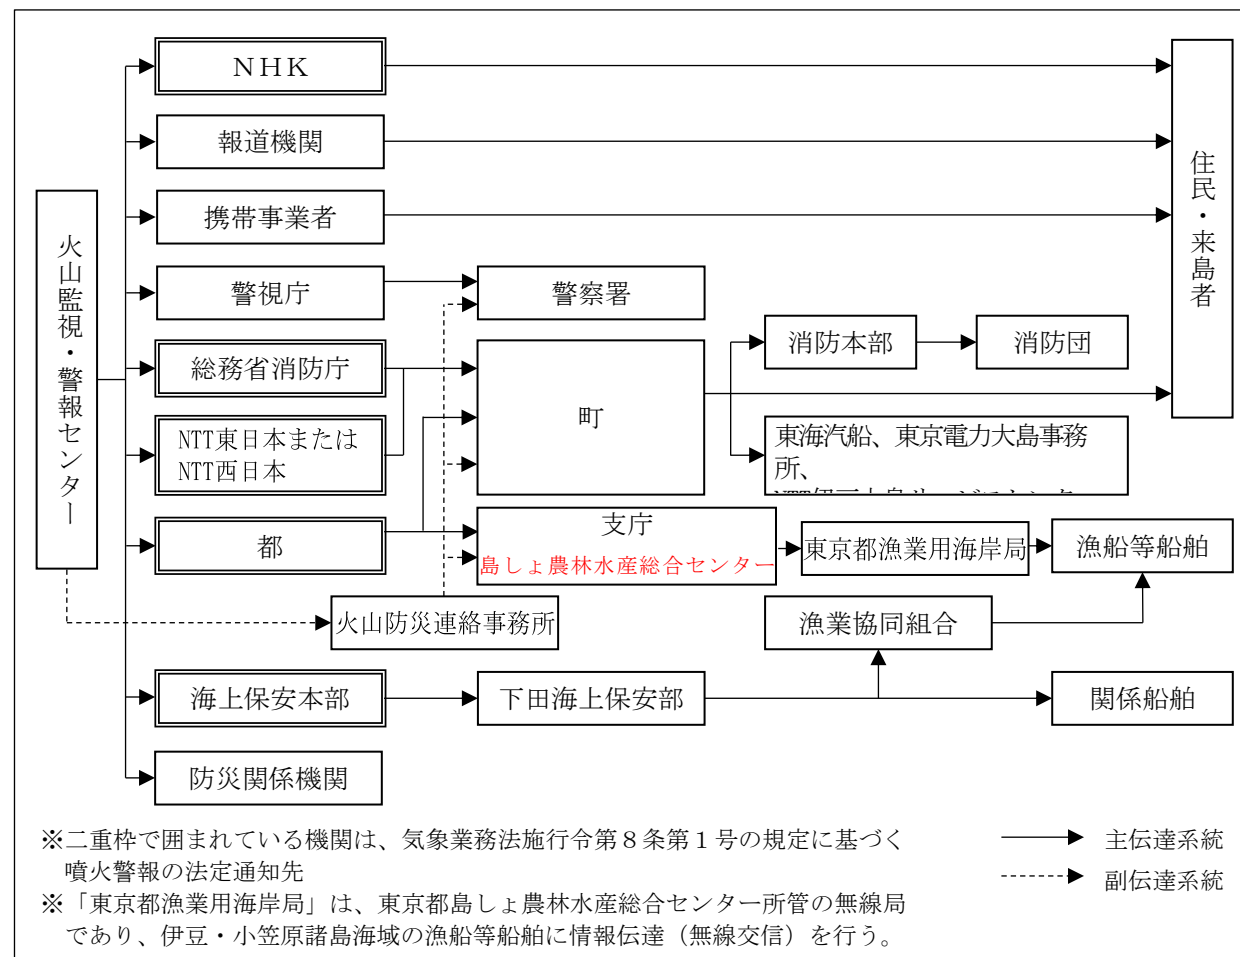 NHK
報道機関
携帯事業者
警視庁
警察署
総務省消防庁
NTT東日本または
NTT西日本
都
町
消防本部
消防団
東海汽船、東京電力大島事務
所、
支庁
島しょ農林水産総合センター
東京都漁業用海岸局
漁船等船舶
火山防災連絡事務所
漁業協同組合
海上保安本部
下田海上保安部
関係船舶
防災関係機関
火山監視・警報センター
住民・来島者
※二重枠で囲まれている機関は、気象業務法施行令第8条第1号の規定に基づく
噴火警報の法定通知先
※「東京都漁業用海岸局」は、東京都島しょ農林水産総合センター所管の無線局
であり、伊豆・小笠原諸島海域の漁船等船舶に情報伝達（無線交信）を行う。
主伝達系統
副伝達系統